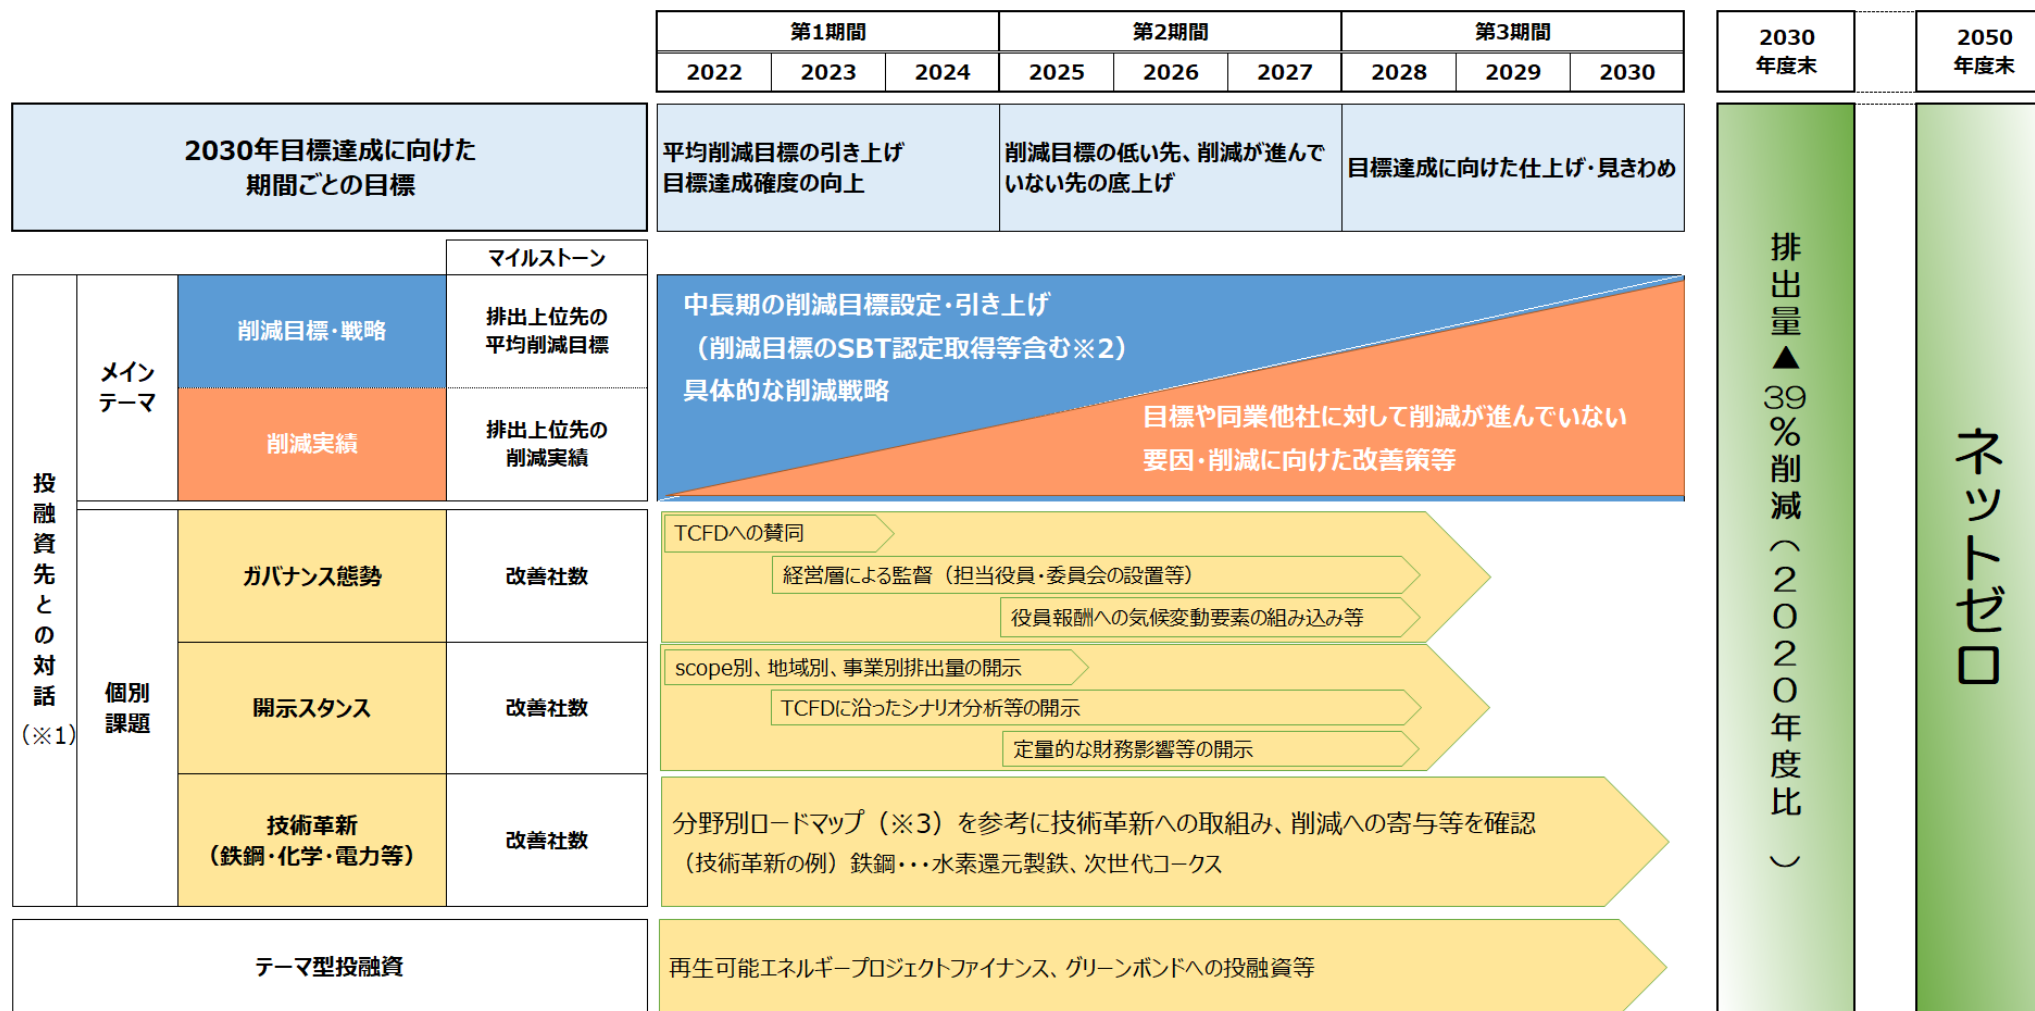 第1期間 第2期間 第3期間
2022 2023 2024 2025 2026 2027 2028 2029 2030
2030
年度末
2050
年度末
2030年目標達成に向けた
期間ごとの目標
平均削減目標の引き上げ
目標達成確度の向上
削減目標の低い先、削減が進んで
いない先の底上げ
目標達成に向けた仕上げ・見きわめ
マイルストーン
投融資先との対話
（※1）
メイン
テーマ
削減目標・戦略
排出上位先の
平均削減目標
削減実績
排出上位先の
削減実績
中長期の削減目標設定・引き上げ
（削減目標のSBT認定取得等含む※2）
具体的な削減戦略
目標や同業他社に対して削減が進んでいない
要因・削減に向けた改善策等
個別
課題
ガバナンス態勢
改善社数
TCFDへの賛同
経営層による監督（担当役員・委員会の設置等）
役員報酬への気候変動要素の組み込み等
開示スタンス
改善社数
scope別、地域別、事業別排出量の開示
TCFDに沿ったシナリオ分析等の開示
定量的な財務影響等の開示
技術革新
（鉄鋼・化学・電力等）
改善社数
分野別ロードマップ（※3）を参考に技術革新への取組み、削減への寄与等を確認
（技術革新の例）鉄鋼・・・水素還元製鉄、次世代コークス
テーマ型投融資
再生可能エネルギープロジェクトファイナンス、グリーンボンドへの投融資等
排出量▲39%削減（2020年度比）
ネットゼロ